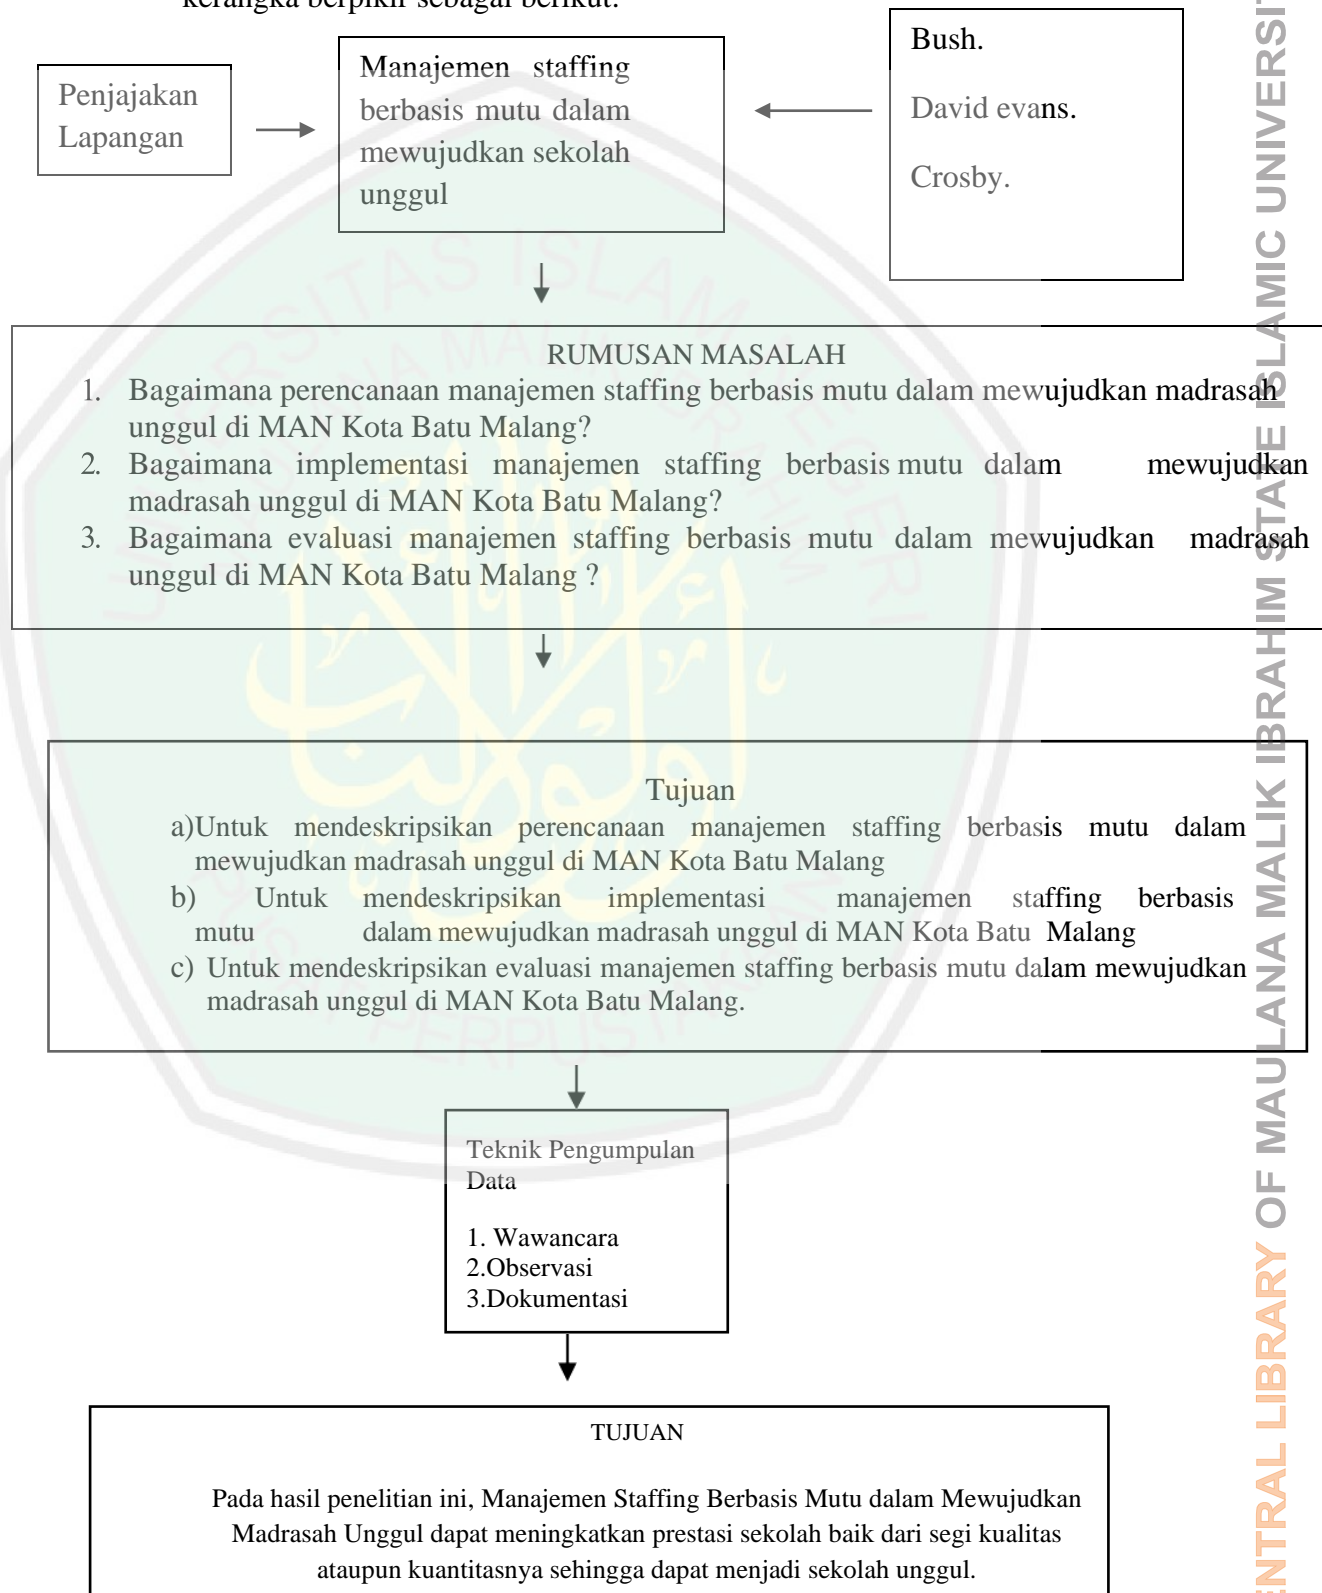 kerangka berpikir sebagai berikut:
Penjajakan
Lapangan
Manajemen staffing
berbasis mutu dalam
mewujudkan sekolah
unggul
Bush.
David evans.
Crosby.
RUMUSAN MASALAH
1. Bagaimana perencanaan manajemen staffing berbasis mutu dalam mewujudkan madrasah
unggul di MAN Kota Batu Malang?
2. Bagaimana implementasi manajemen staffing berbasis mutu dalam mewujudkan
madrasah unggul di MAN Kota Batu Malang?
3. Bagaimana evaluasi manajemen staffing berbasis mutu dalam mewujudkan madrasah
unggul di MAN Kota Batu Malang ?
Tujuan
a)Untuk mendeskripsikan perencanaan manajemen staffing berbasis mutu dalam
mewujudkan madrasah unggul di MAN Kota Batu Malang
b) Untuk mendeskripsikan implementasi manajemen staffing berbasis
mutu dalam mewujudkan madrasah unggul di MAN Kota Batu Malang
c) Untuk mendeskripsikan evaluasi manajemen staffing berbasis mutu dalam mewujudkan
madrasah unggul di MAN Kota Batu Malang.
Teknik Pengumpulan
Data
1. Wawancara
2.Observasi
3.Dokumentasi
TUJUAN
Pada hasil penelitian ini, Manajemen Staffing Berbasis Mutu dalam Mewujudkan
Madrasah Unggul dapat meningkatkan prestasi sekolah baik dari segi kualitas
ataupun kuantitasnya sehingga dapat menjadi sekolah unggul.
LIBRARY OF MAULANA MALIK IBRAHIM STATE ISLAMIC
UNIVERSITAS ISLAM NEGERI
MAULANA MALIK IBRAHIM
PUSAT PERPUSTAKAAN